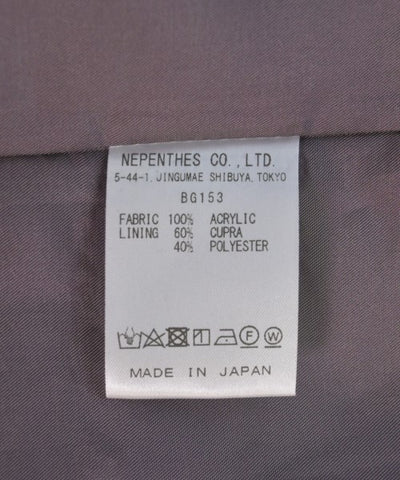 NEPENTHES CO.,LTD.
5-44-1, JINGUMAE SHIBUYA, TOKYO
BG153
FABRIC 100% ACRYLIC
LINING 60% CUPRA
40% POLYESTER
F W
MADE IN JAPAN